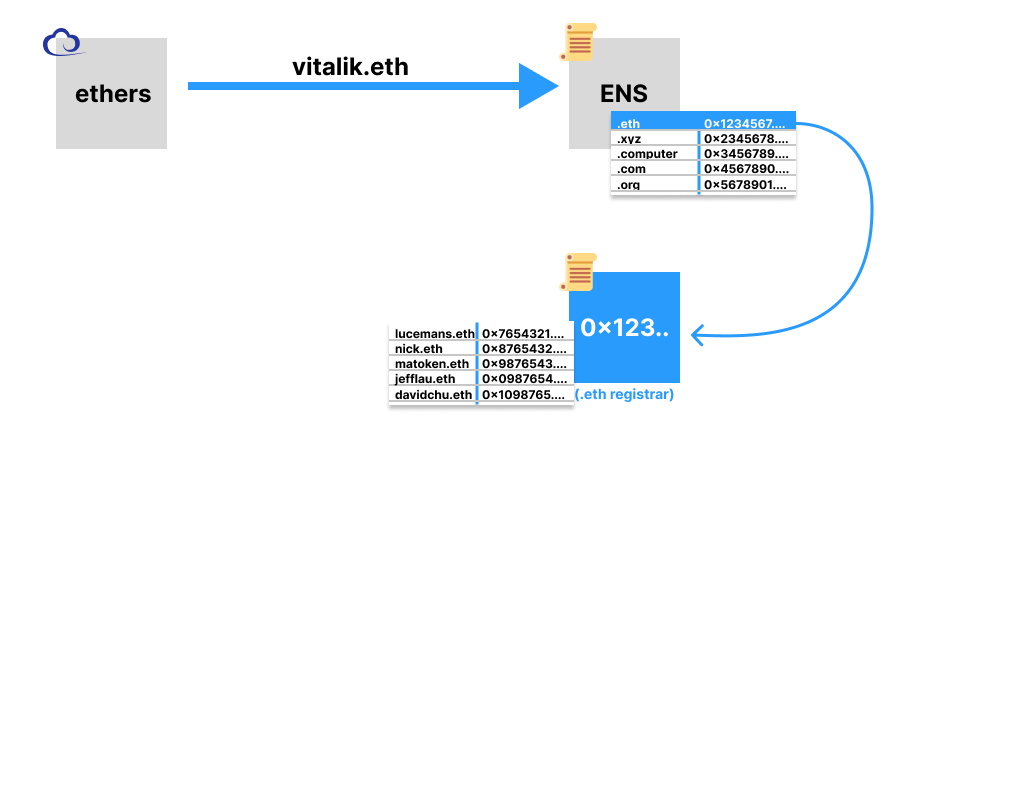 vitalik.eth
ethers
ENS
.eth 0×1234567....
.xyz 0×2345678....
.computer 0×3456789....
.com 0×4567890....
.org 0×5678901....
0×123..
lucemans.eth 0×7654321....
nick.eth 0×8765432....
matoken.eth 0×9876543....
jefflau.eth 0×0987654....
davidchu.eth 0×1098765....
(.eth registrar)